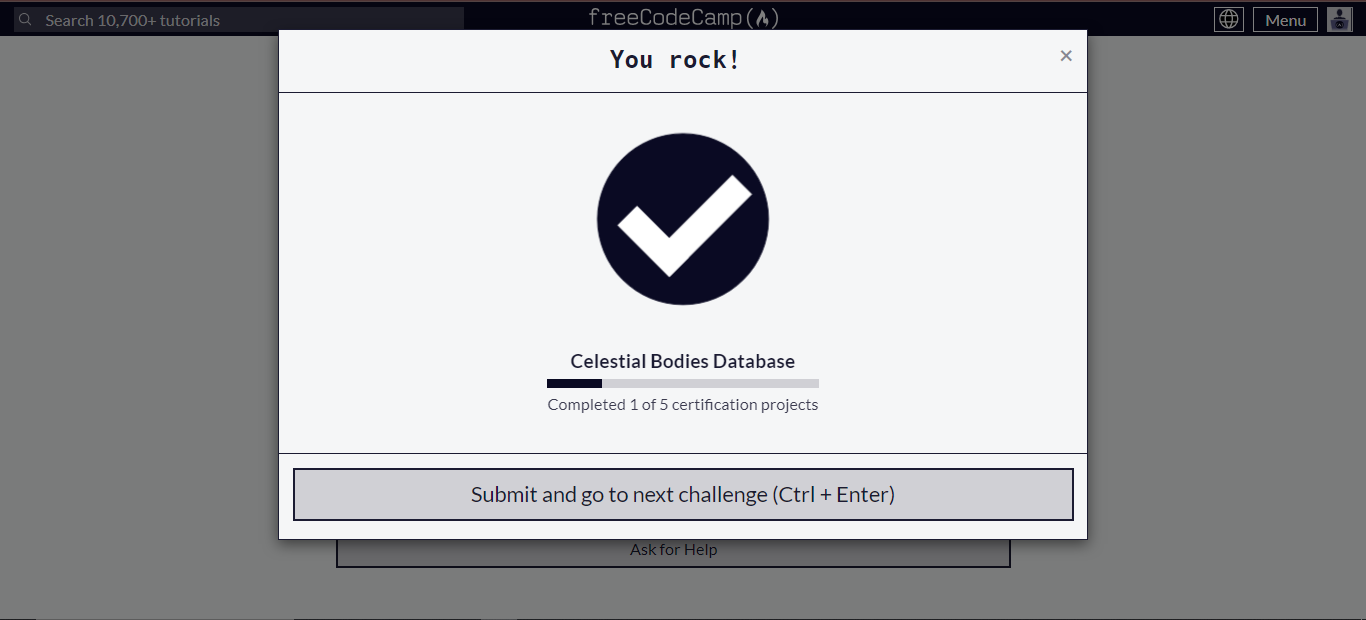 Search 10,700+ tutorials
freeCodeCamp(🔥)
Menu
You rock!
×
Celestial Bodies Database
Completed 1 of 5 certification projects
Submit and go to next challenge (Ctrl + Enter)
Ask for Help